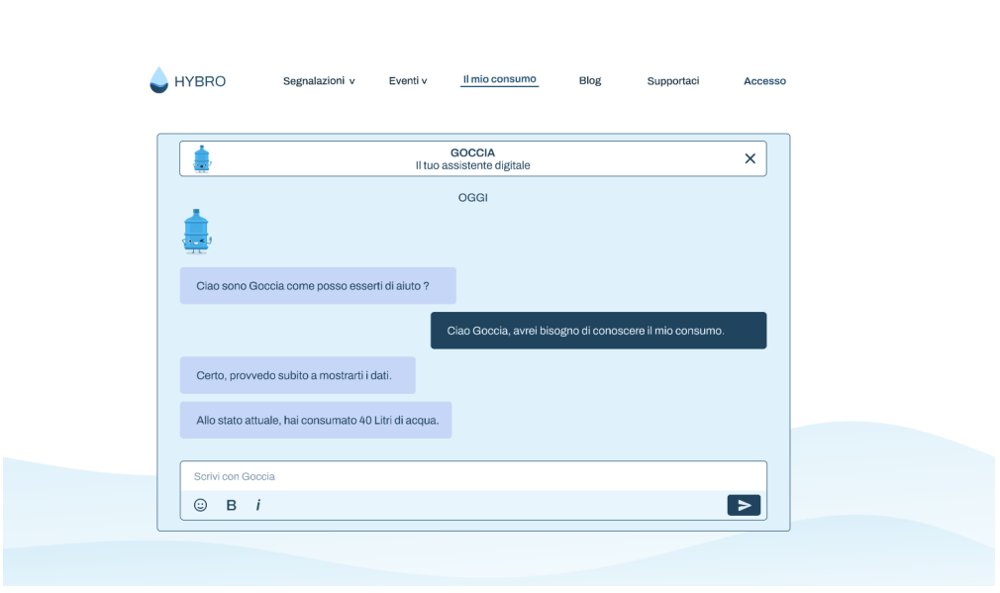 HYBRO
Segnalazioni v
Eventi v
Il mio consumo
Blog
Supportaci
Accesso
GOCCIA
Il tuo assistente digitale
OGGI
Ciao sono Goccia come posso esserti di aiuto ?
Ciao Goccia, avrei bisogno di conoscere il mio consumo.
Certo, provvedo subito a mostrarti i dati.
Allo stato attuale, hai consumato 40 Litri di acqua.
Scrivi con Goccia
B
i